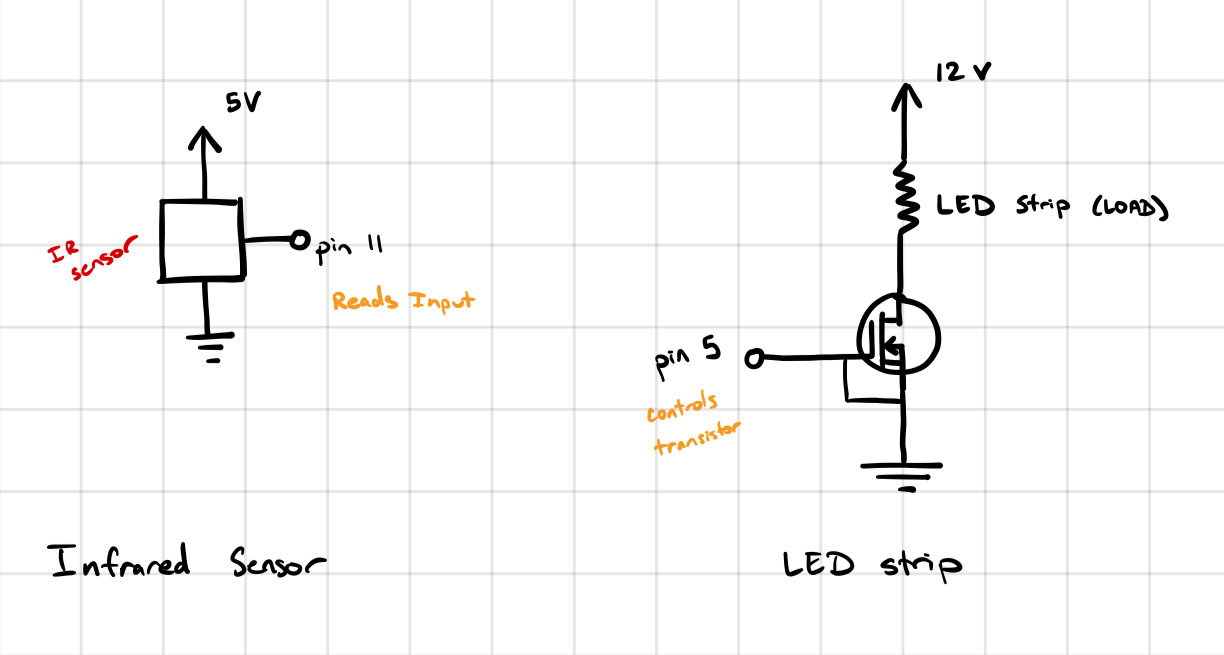 5V
IR
sensor
pin 11
Reads Input
Infrared Sensor
12 V
LED strip (LOAD)
pin 5
controls
transistor
LED strip